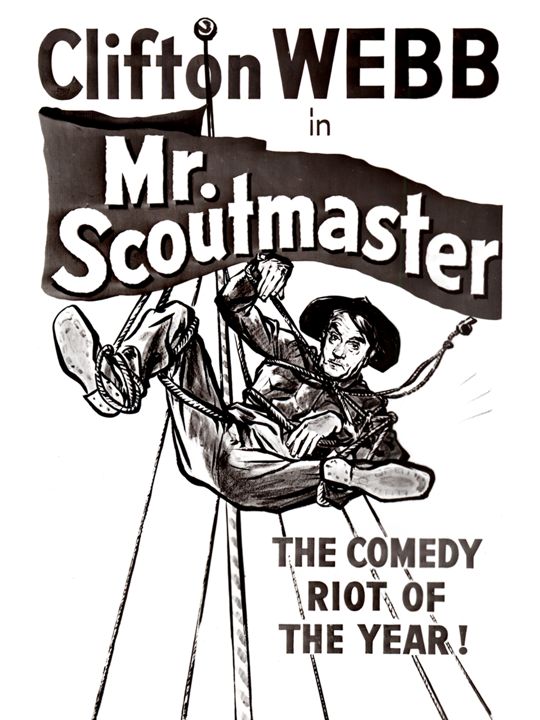 Clifton WEBB
in
Mr.
Scoutmaster
THE COMEDY
RIOT OF
THE YEAR!